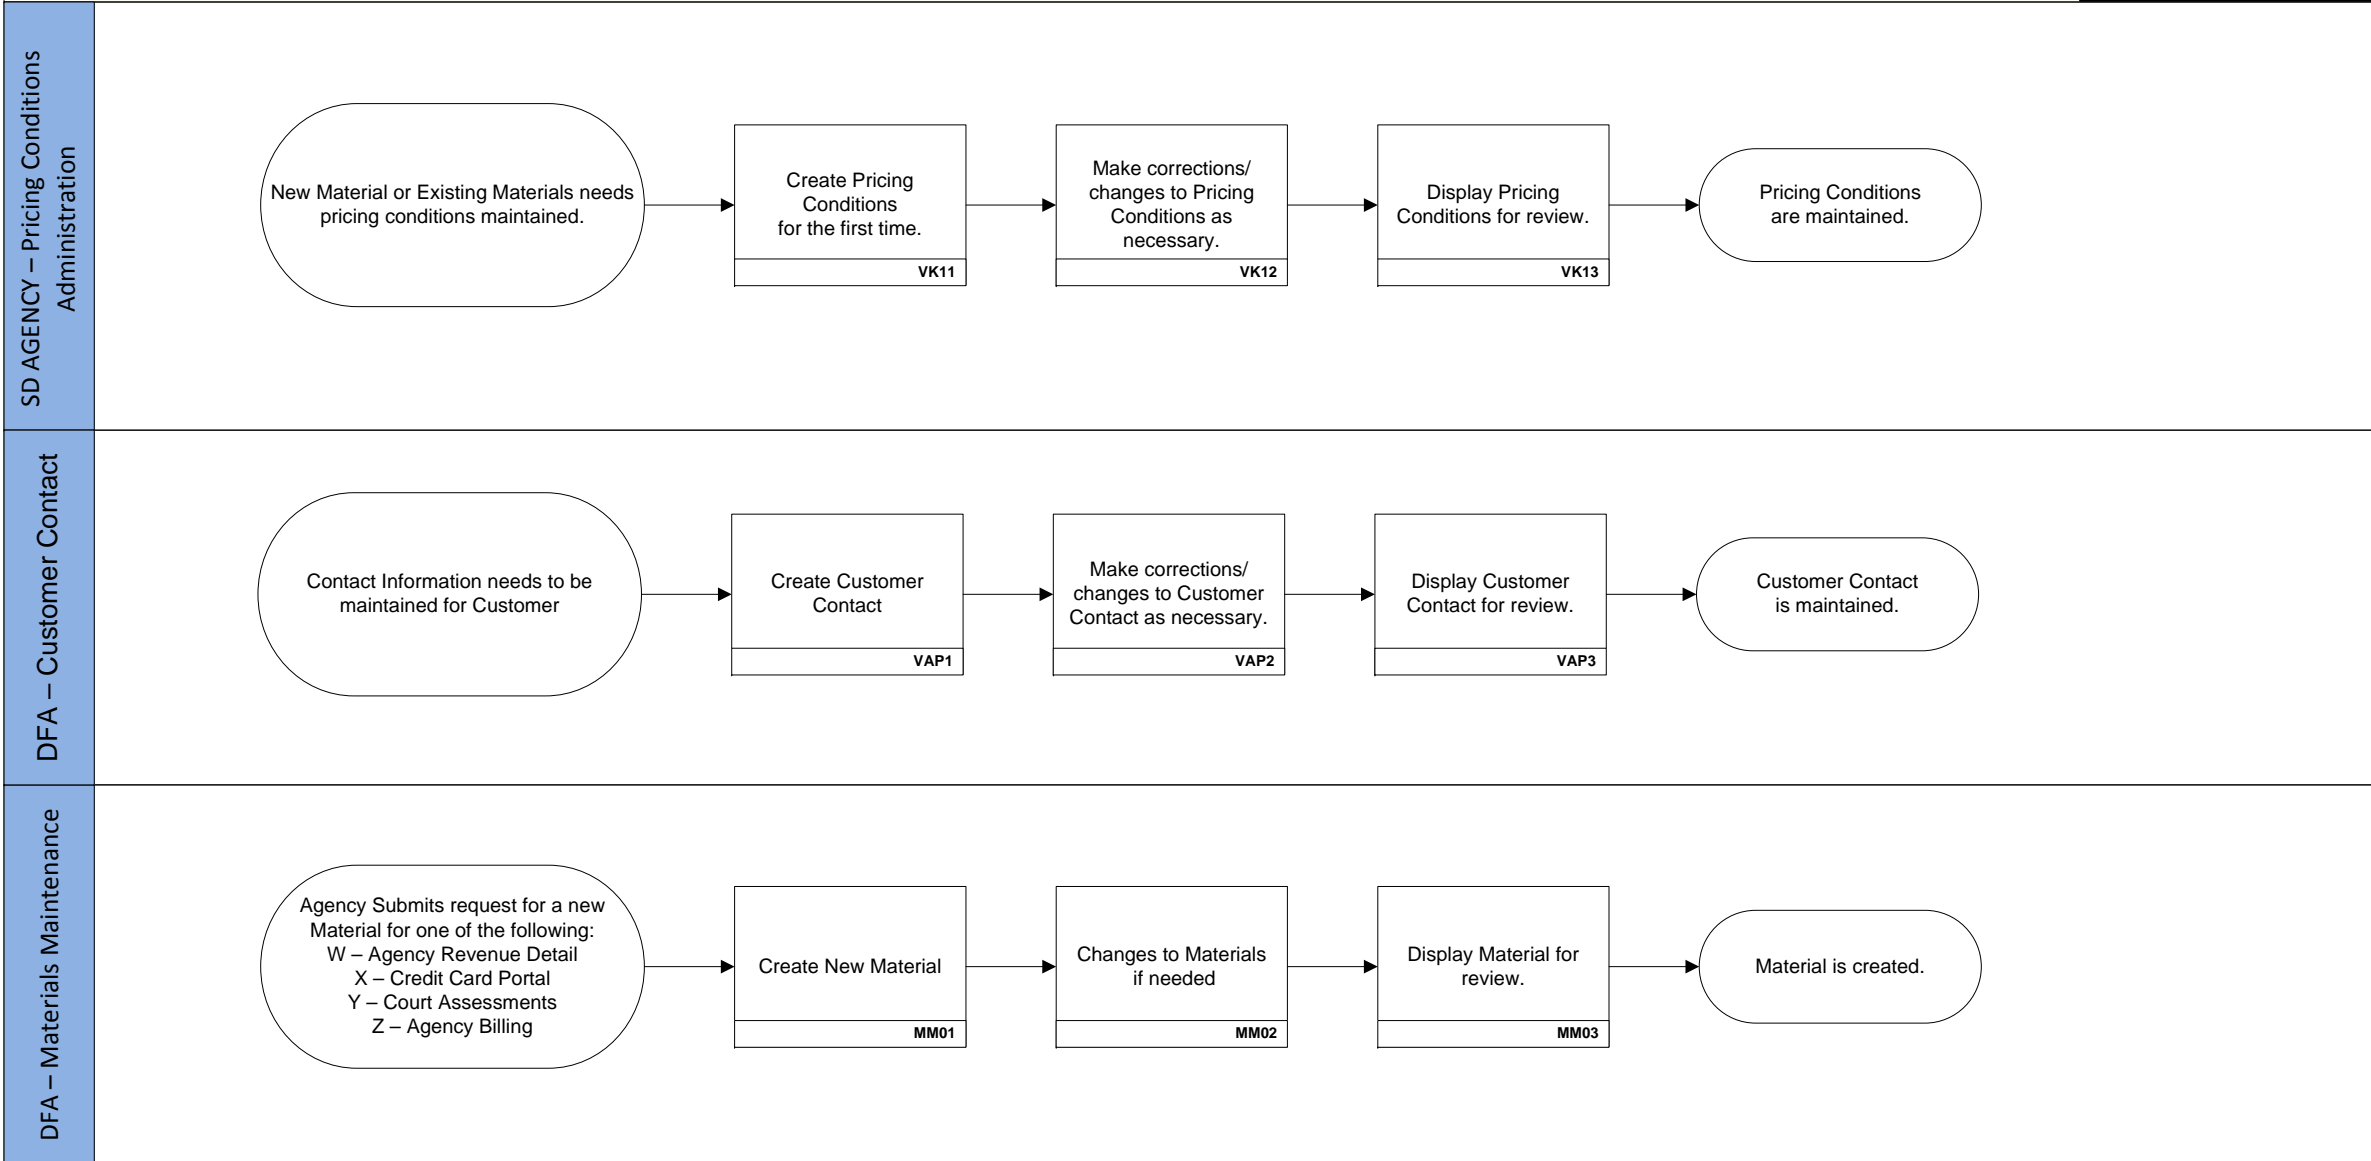 SD AGENCY – Pricing Conditions
Administration
New Material or Existing Materials needs
pricing conditions maintained.
Create Pricing
Conditions
for the first time.
VK11
Make corrections/
changes to Pricing
Conditions as
necessary.
VK12
Display Pricing
Conditions for review.
VK13
Pricing Conditions
are maintained.
DFA – Customer Contact
Contact Information needs to be
maintained for Customer
Create Customer
Contact
VAP1
Make corrections/
changes to Customer
Contact as necessary.
VAP2
Display Customer
Contact for review.
VAP3
Customer Contact
is maintained.
DFA – Materials Maintenance
Agency Submits request for a new
Material for one of the following:
W – Agency Revenue Detail
X – Credit Card Portal
Y – Court Assessments
Z – Agency Billing
Create New Material
MM01
Changes to Materials
if needed
MM02
Display Material for
review.
MM03
Material is created.